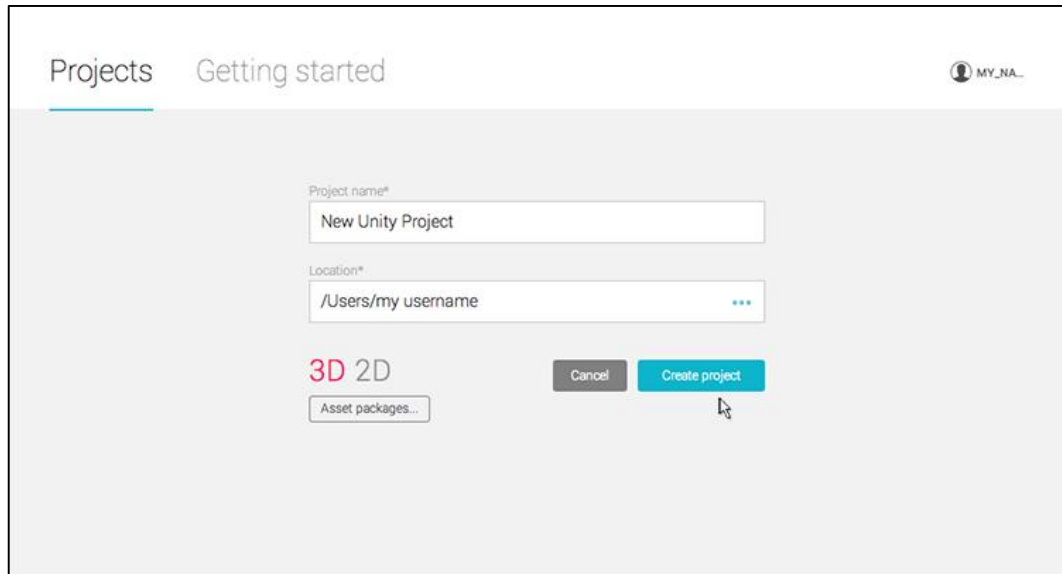 Projects Getting started MY_NA...
Project name*
New Unity Project
Location*
/Users/my username
3D 2D Cancel Create project
Asset packages...